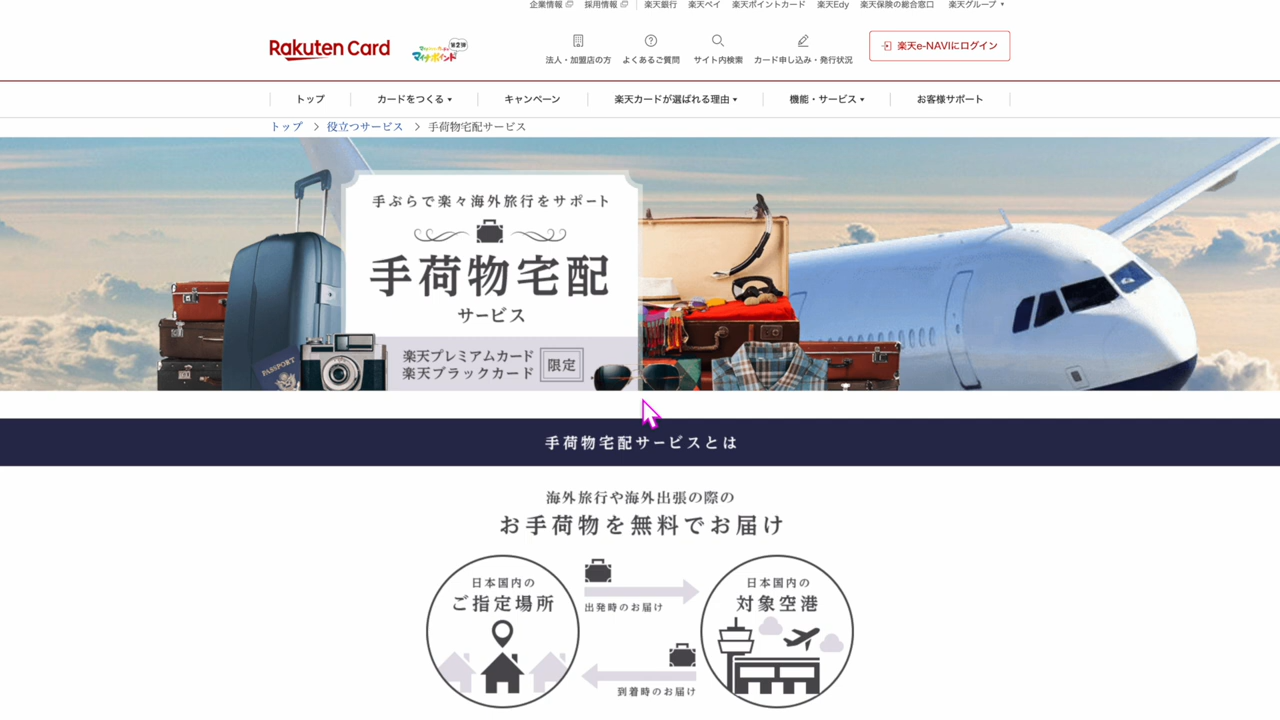 企業情報 採用情報 楽天銀行 楽天ペイ 楽天ポイントカード 楽天Edy 楽天保険の総合窓口 楽天グループ
Rakuten Card
マイナポイント 第2弾
法人・加盟店の方 よくあるご質問 サイト内検索 カード申し込み・発行状況
楽天e-NAVIにログイン
トップ カードをつくる キャンペーン 楽天カードが選ばれる理由 機能・サービス お客様サポート
トップ > 役立つサービス > 手荷物宅配サービス
手ぶらで楽々海外旅行をサポート
手荷物宅配
サービス
楽天プレミアムカード
楽天ブラックカード
限定
PASSPORT
手荷物宅配サービスとは
海外旅行や海外出張の際の
お手荷物を無料でお届け
日本国内の
ご指定場所
出発時のお届け
到着時のお届け
日本国内の
対象空港